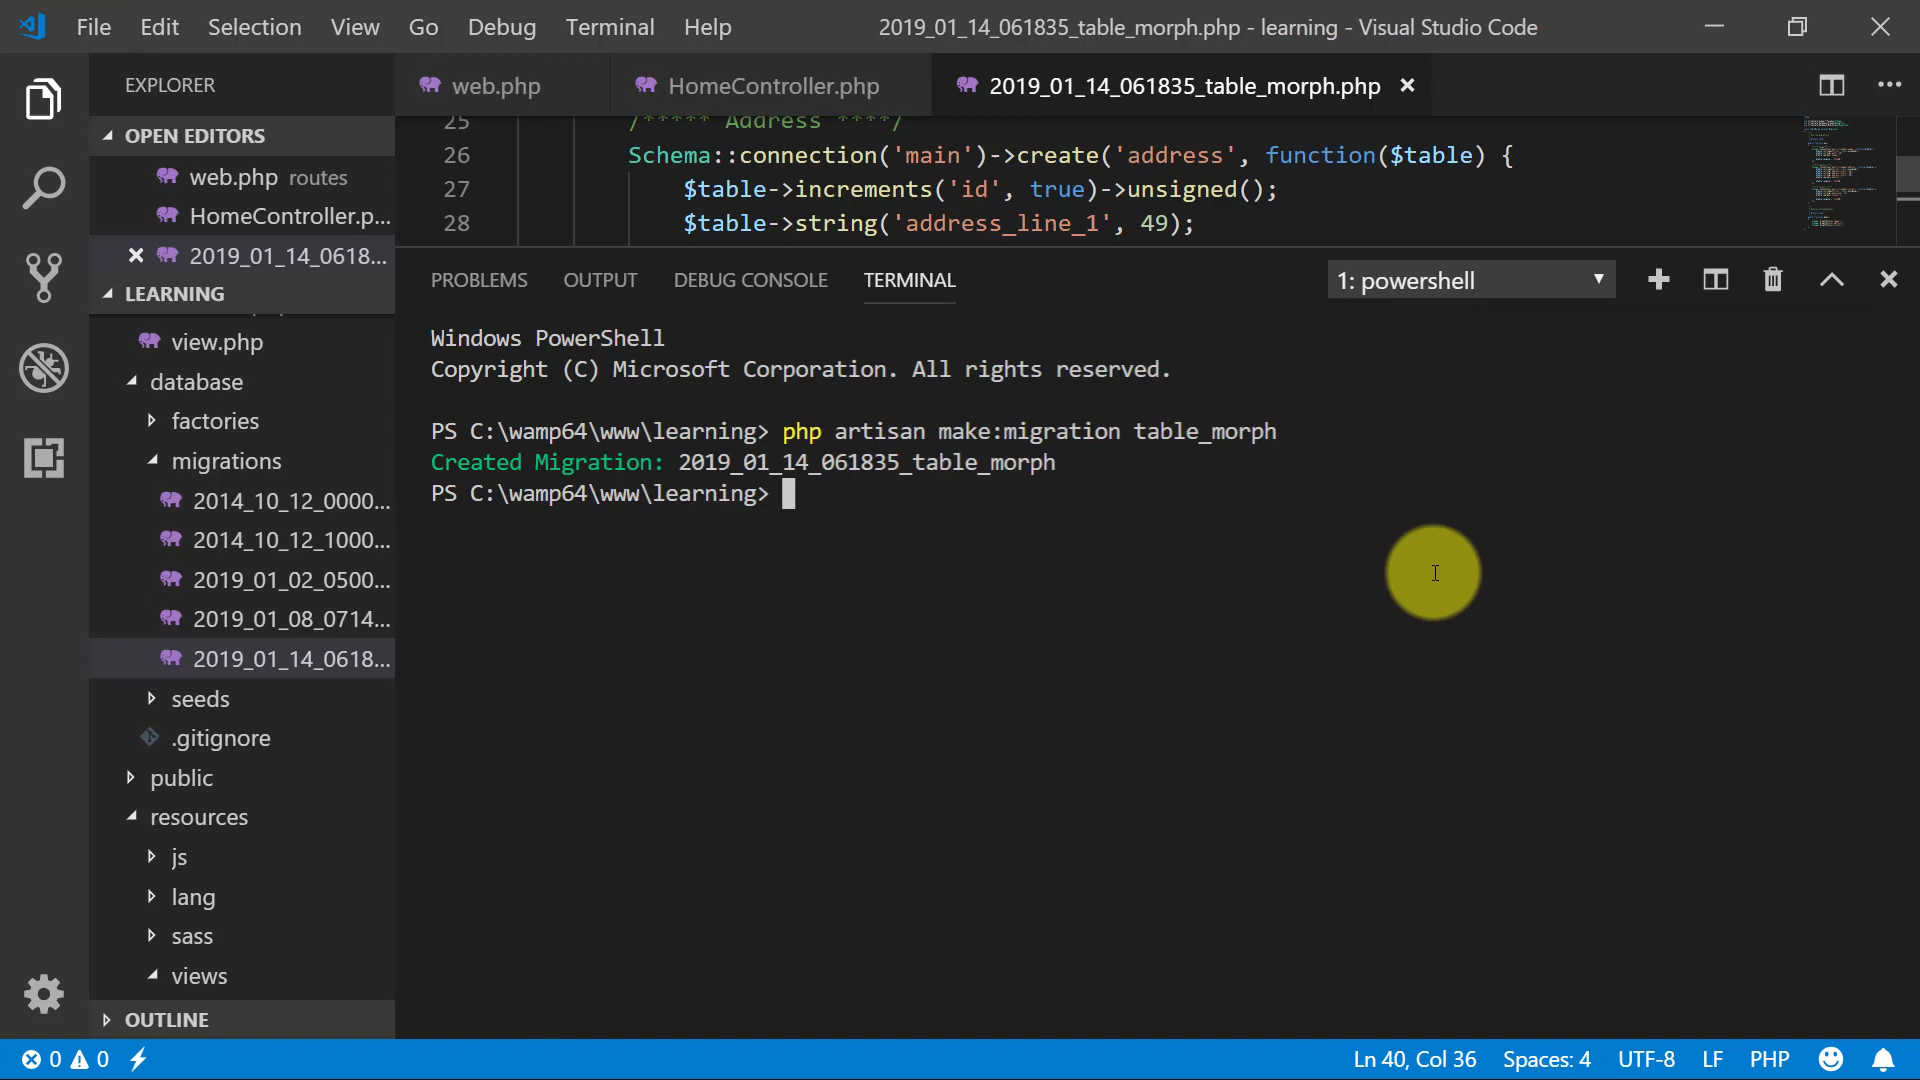 File Edit Selection View Go Debug Terminal Help
2019_01_14_061835_table_morph.php - learning - Visual Studio Code
EXPLORER
web.php
HomeController.php
2019_01_14_061835_table_morph.php
OPEN EDITORS
web.php routes
HomeController.p...
2019_01_14_0618...
LEARNING
view.php
database
factories
migrations
2014_10_12_0000...
2014_10_12_1000...
2019_01_02_0500...
2019_01_08_0714...
2019_01_14_0618...
seeds
.gitignore
public
resources
js
lang
sass
views
OUTLINE
25 /***** Address ****/
26 Schema::connection('main')->create('address', function($table) {
27 $table->increments('id', true)->unsigned();
28 $table->string('address_line_1', 49);
PROBLEMS OUTPUT DEBUG CONSOLE TERMINAL
1: powershell
Windows PowerShell
Copyright (C) Microsoft Corporation. All rights reserved.
PS C:\wamp64\www\learning> php artisan make:migration table_morph
Created Migration: 2019_01_14_061835_table_morph
PS C:\wamp64\www\learning>
0 0
Ln 40, Col 36 Spaces: 4 UTF-8 LF PHP